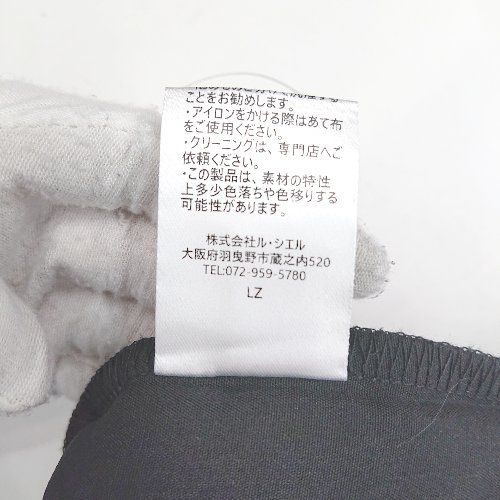 ことをお勧めします。
・アイロンをかける際はあて布
をご使用ください。
・クリーニングは、専門店へご
依頼ください。
・この製品は、素材の特性
上多少色落ちや色移りする
可能性があります。
株式会社ル・シエル
大阪府羽曳野市蔵之内520
TEL:072-959-5780
LZ